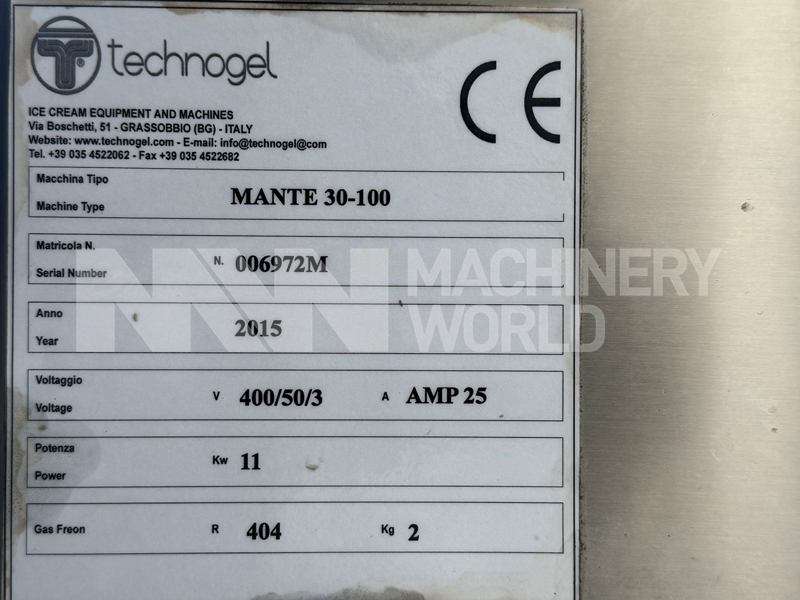 technogel
ICE CREAM EQUIPMENT AND MACHINES
Via Boschetti, 51 - GRASSOBBIO (BG) - ITALY
Website: www.technogel.com - E-mail: info@technogel@com
Tel. +39 035 4522062 - Fax +39 035 4522682
CE
Macchina Tipo
Machine Type MANTE 30-100
Matricola N.
Serial Number N. 006972M
Anno
Year 2015
Voltaggio
Voltage V 400/50/3 A AMP 25
Potenza
Power Kw 11
Gas Freon R 404 Kg 2
MW MACHINERY
WORLD